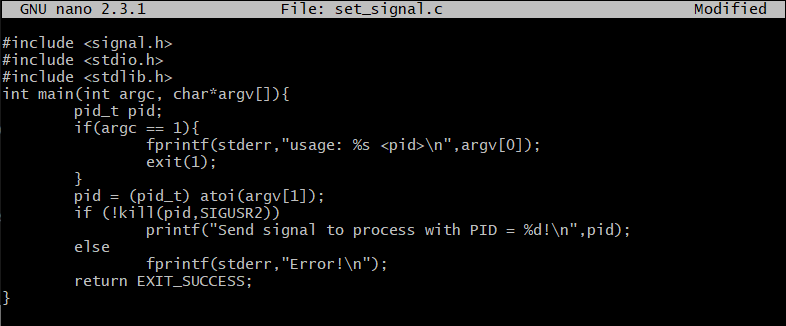 GNU nano 2.3.1 File: set_signal.c Modified
#include <signal.h>
#include <stdio.h>
#include <stdlib.h>
int main(int argc, char*argv[]){
        pid_t pid;
        if(argc == 1){
                fprintf(stderr,"usage: %s <pid>\n",argv[0]);
                exit(1);
        }
        pid = (pid_t) atoi(argv[1]);
        if (!kill(pid,SIGUSR2))
                printf("Send signal to process with PID = %d!\n",pid);
        else
                fprintf(stderr,"Error!\n");
        return EXIT_SUCCESS;
}